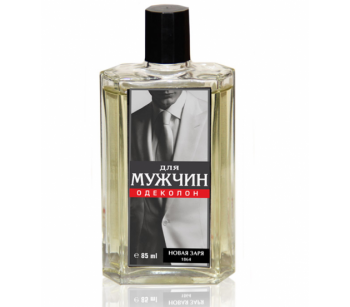 ДЛЯ
МУЖЧИН
ОДЕКОЛОН
НОВАЯ ЗАРЯ
1864
℮ 85 ml